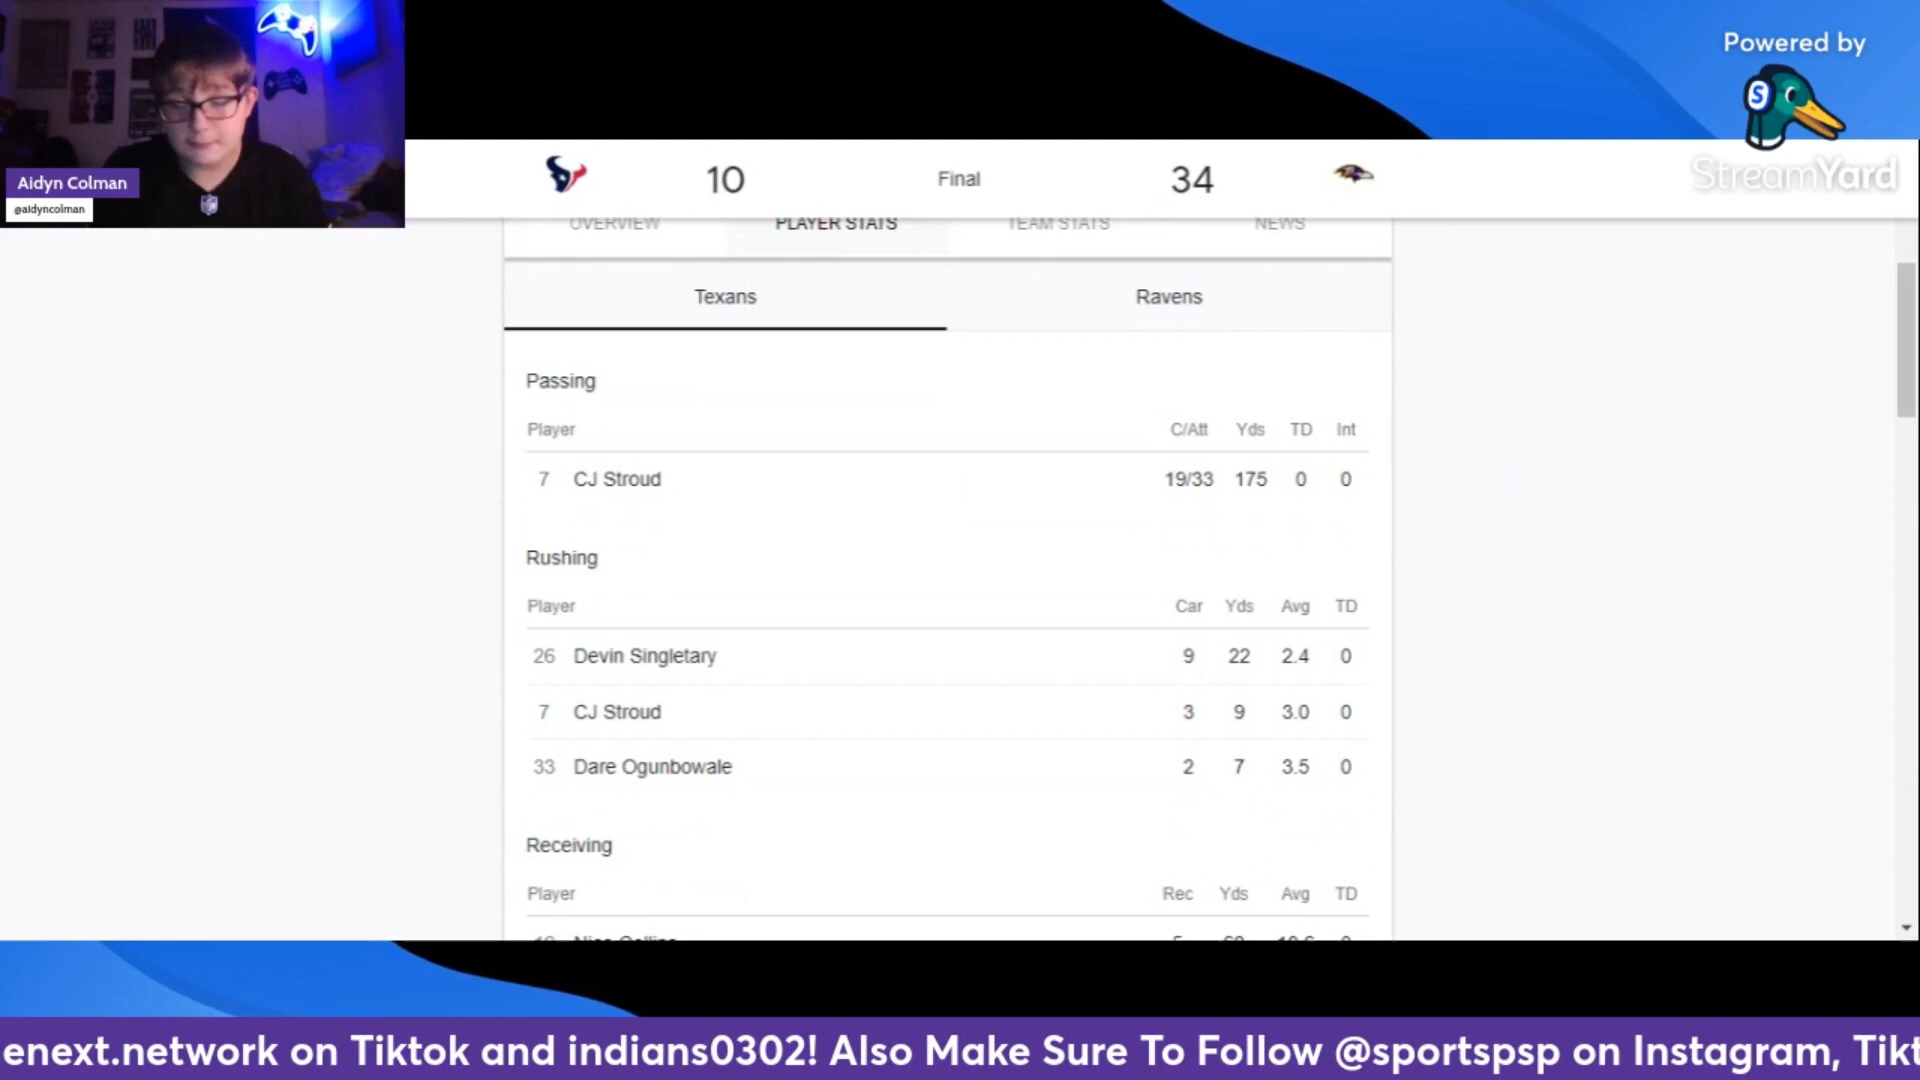 Powered by
StreamYard
Aidyn Colman
@aidyncolman
10 Final 34
OVERVIEW PLAYER STATS TEAM STATS NEWS
Texans Ravens
Passing
Player C/Att Yds TD Int
7 CJ Stroud 19/33 175 0 0
Rushing
Player Car Yds Avg TD
26 Devin Singletary 9 22 2.4 0
7 CJ Stroud 3 9 3.0 0
33 Dare Ogunbowale 2 7 3.5 0
Receiving
Player Rec Yds Avg TD
enext.network on Tiktok and indians0302! Also Make Sure To Follow @sportspsp on Instagram, Tikt